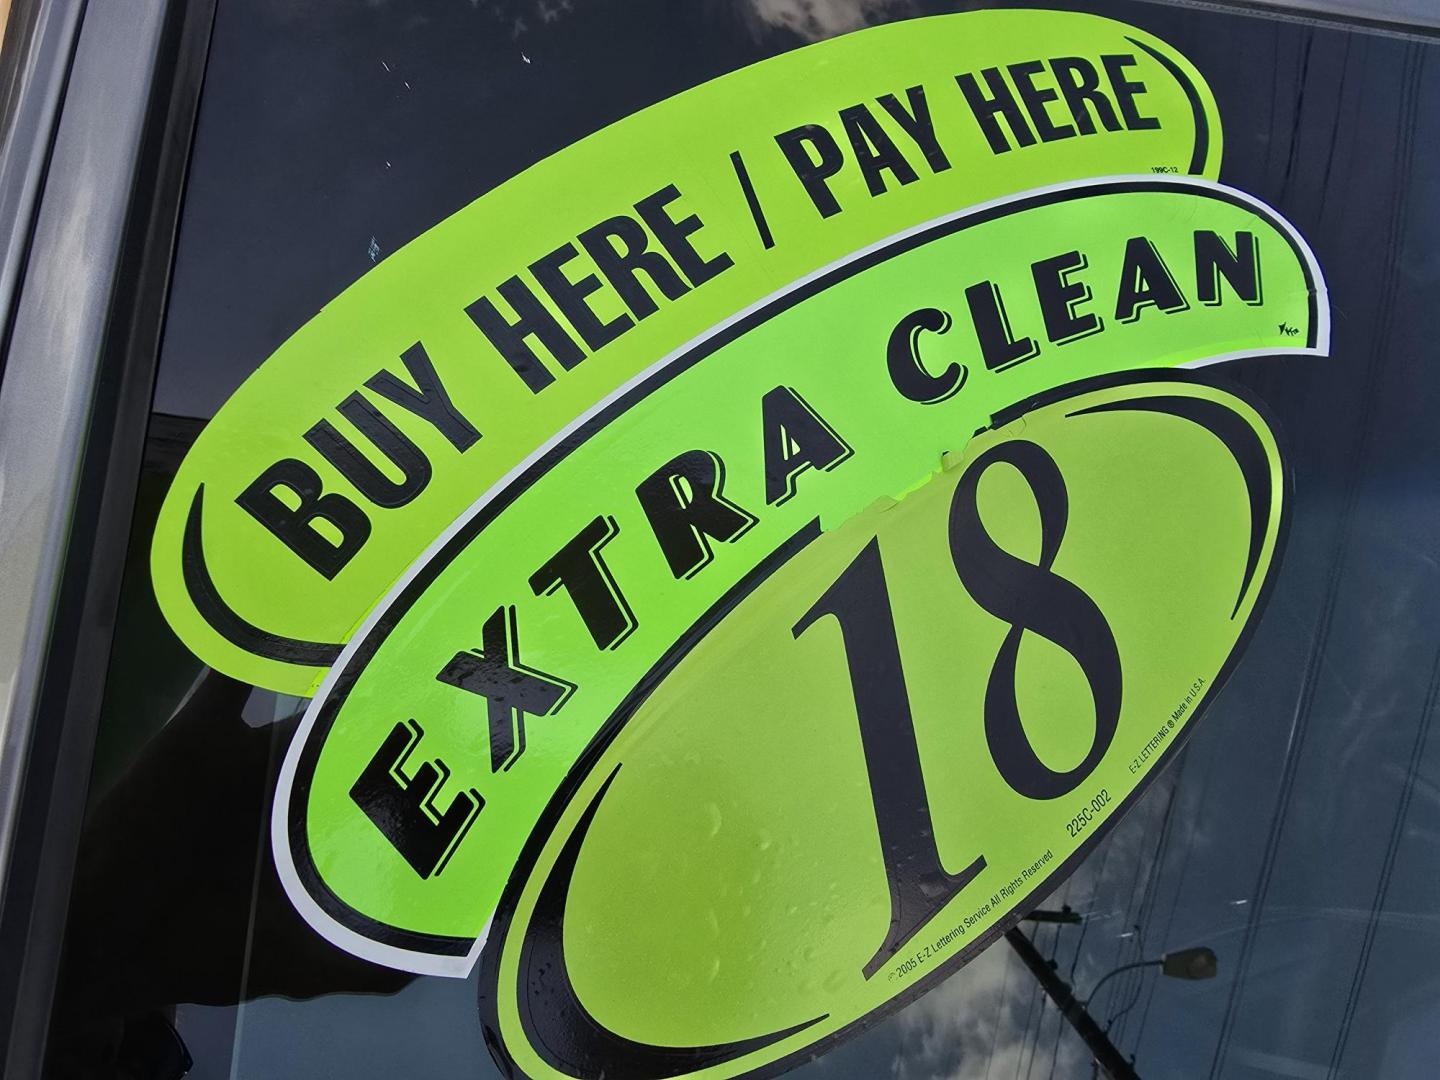 BUY HERE / PAY HERE
199C-12
EXTRA CLEAN
18
225C-002
E-Z LETTERING ® Made in U.S.A.
2005 E-Z Lettering Service All Rights Reserved